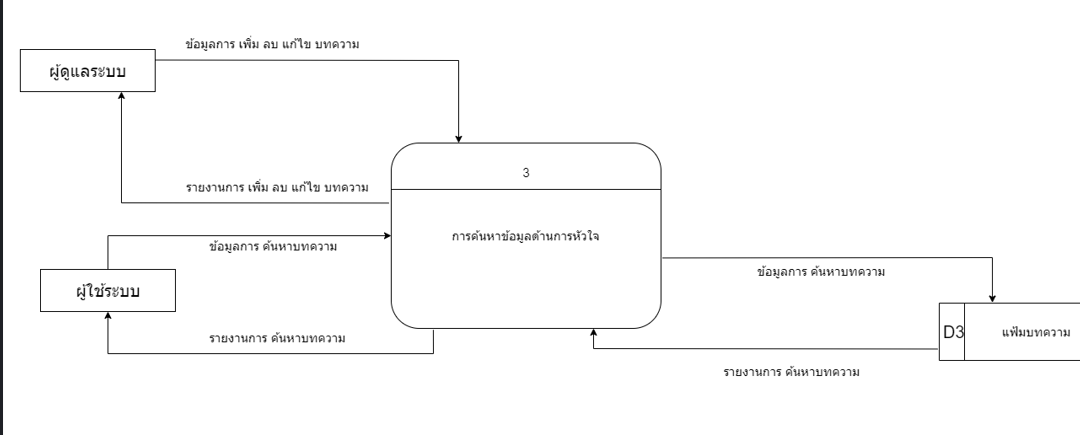 ข้อมูลการ เพิ่ม ลบ แก้ไข บทความ
ผู้ดูแลระบบ
3
รายงานการ เพิ่ม ลบ แก้ไข บทความ
การค้นหาข้อมูลด้านการหัวใจ
ข้อมูลการ ค้นหาบทความ
ข้อมูลการ ค้นหาบทความ
ผู้ใช้ระบบ
D3 แฟ้มบทความ
รายงานการ ค้นหาบทความ
รายงานการ ค้นหาบทความ